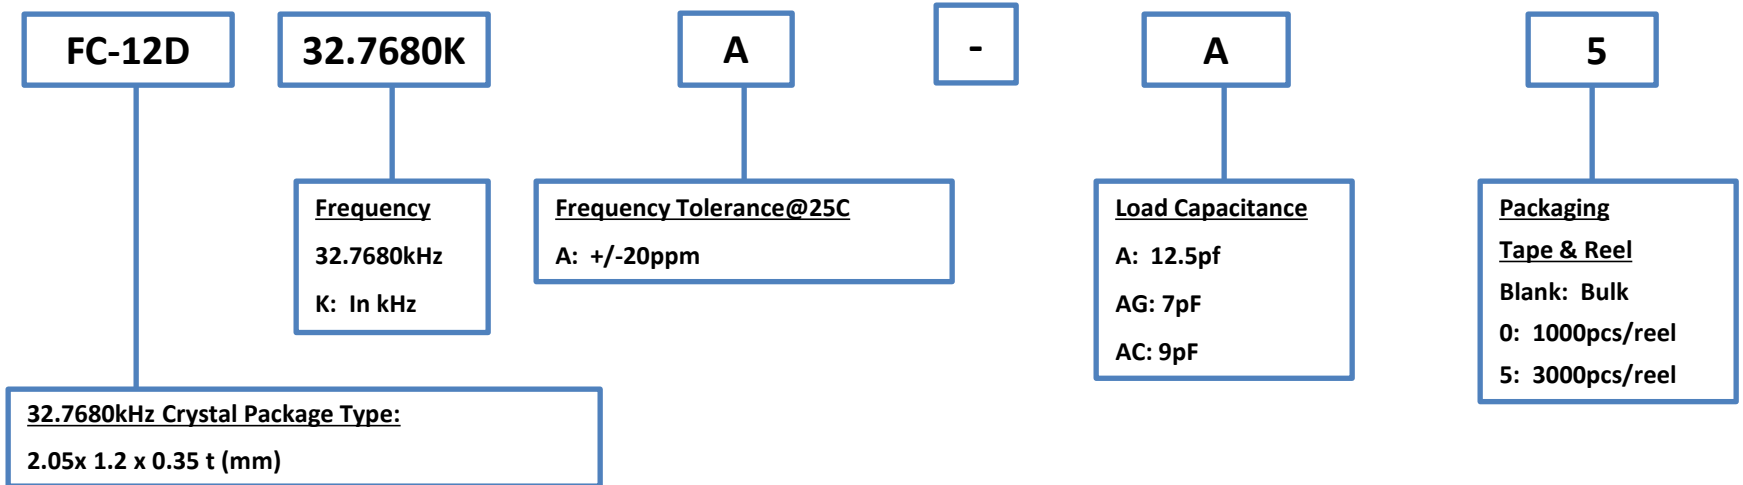 FC-12D 32.7680K A - A 5
Frequency
32.7680kHz
K: In kHz
Frequency Tolerance@25C
A: +/-20ppm
Load Capacitance
A: 12.5pf
AG: 7pF
AC: 9pF
Packaging
Tape & Reel
Blank: Bulk
0: 1000pcs/reel
5: 3000pcs/reel
32.7680kHz Crystal Package Type:
2.05x 1.2 x 0.35 t (mm)